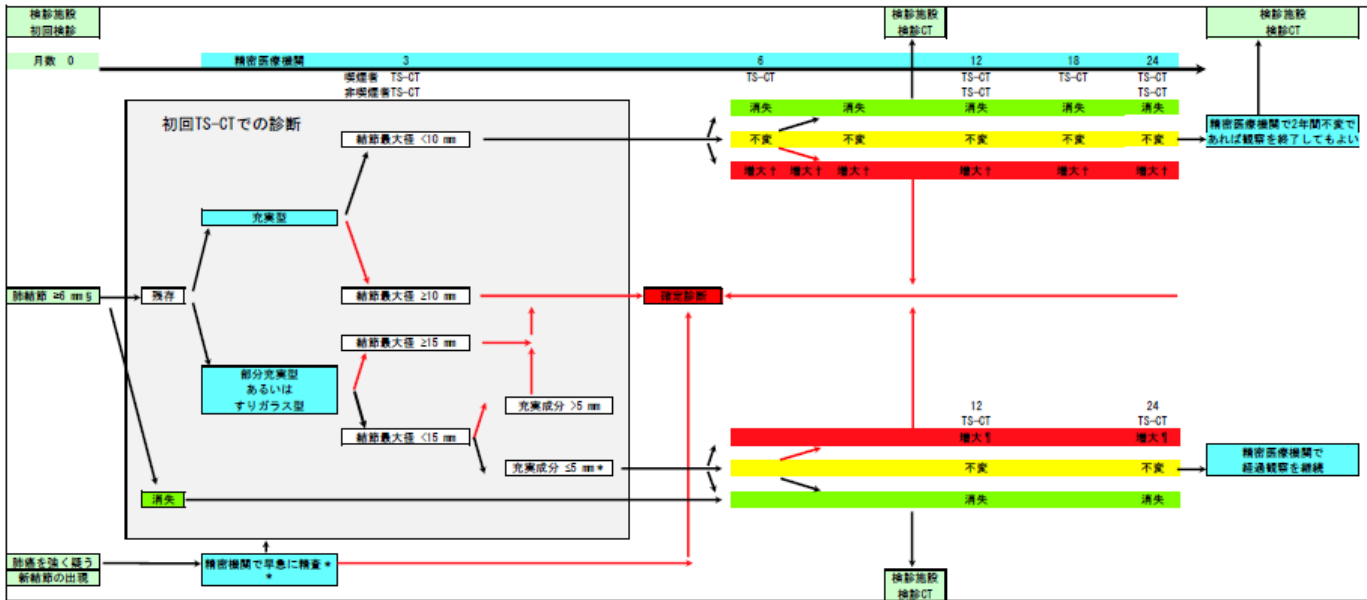 検診施設
初回検診
検診施設
検診CT
検診施設
検診CT
月数 0
精密医療機関 3 6 12 18 24
喫煙者 TS-CT TS-CT TS-CT TS-CT TS-CT
非喫煙者TS-CT TS-CT TS-CT
初回TS-CTでの診断
消失 消失 消失 消失 消失
結節最大径 <10 mm
不変 不変 不変 不変 不変
精密医療機関で2年間不変で
あれば観察を終了してもよい
増大† 増大† 増大† 増大† 増大† 増大†
充実型
肺結節 ≥6 mm§
残存
結節最大径 ≥10 mm
確定診断
結節最大径 ≥15 mm
部分充実型
あるいは
すりガラス型
充実成分 >5 mm
12 24
TS-CT TS-CT
結節最大径 <15 mm
増大¶ 増大¶
充実成分 ≤5 mm*
不変 不変
精密医療機関で
経過観察を継続
消失
消失 消失
肺癌を強く疑う
新結節の出現
精密機関で早急に精査*
*
検診施設
検診CT